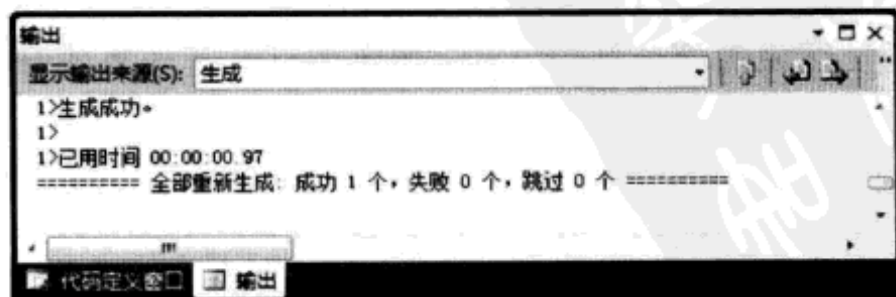 输出
显示输出来源(S): 生成
1>生成成功。
1>
1>已用时间 00:00:00.97
========== 全部重新生成: 成功 1 个，失败 0 个，跳过 0 个 ==========
代码定义窗口 输出